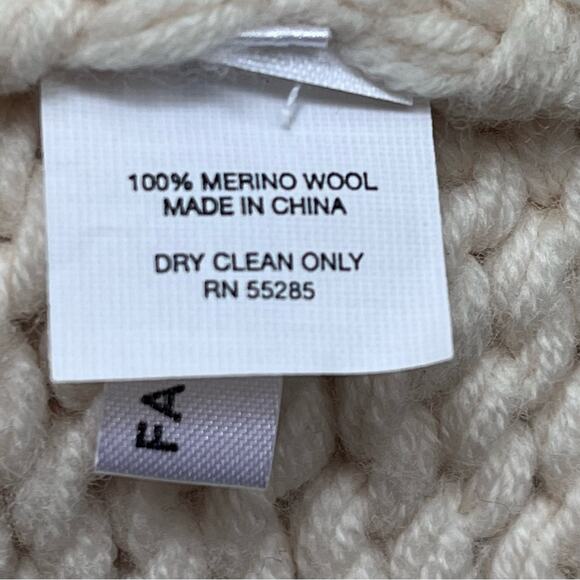 100% MERINO WOOL
MADE IN CHINA
DRY CLEAN ONLY
RN 55285
FA